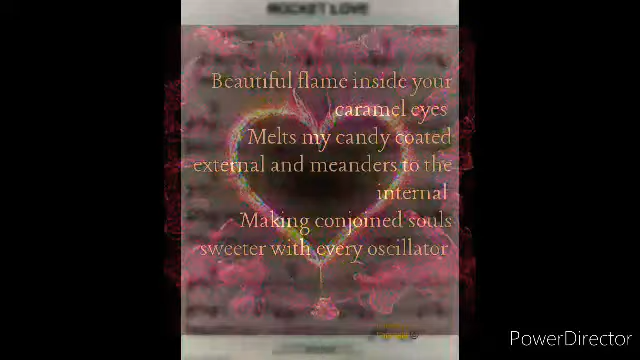 ROCKET LOVE
Beautiful flame inside your
caramel eyes
Melts my candy coated
external and meanders to the
internal
Making conjoined souls
sweeter with every oscillator
PowerDirector